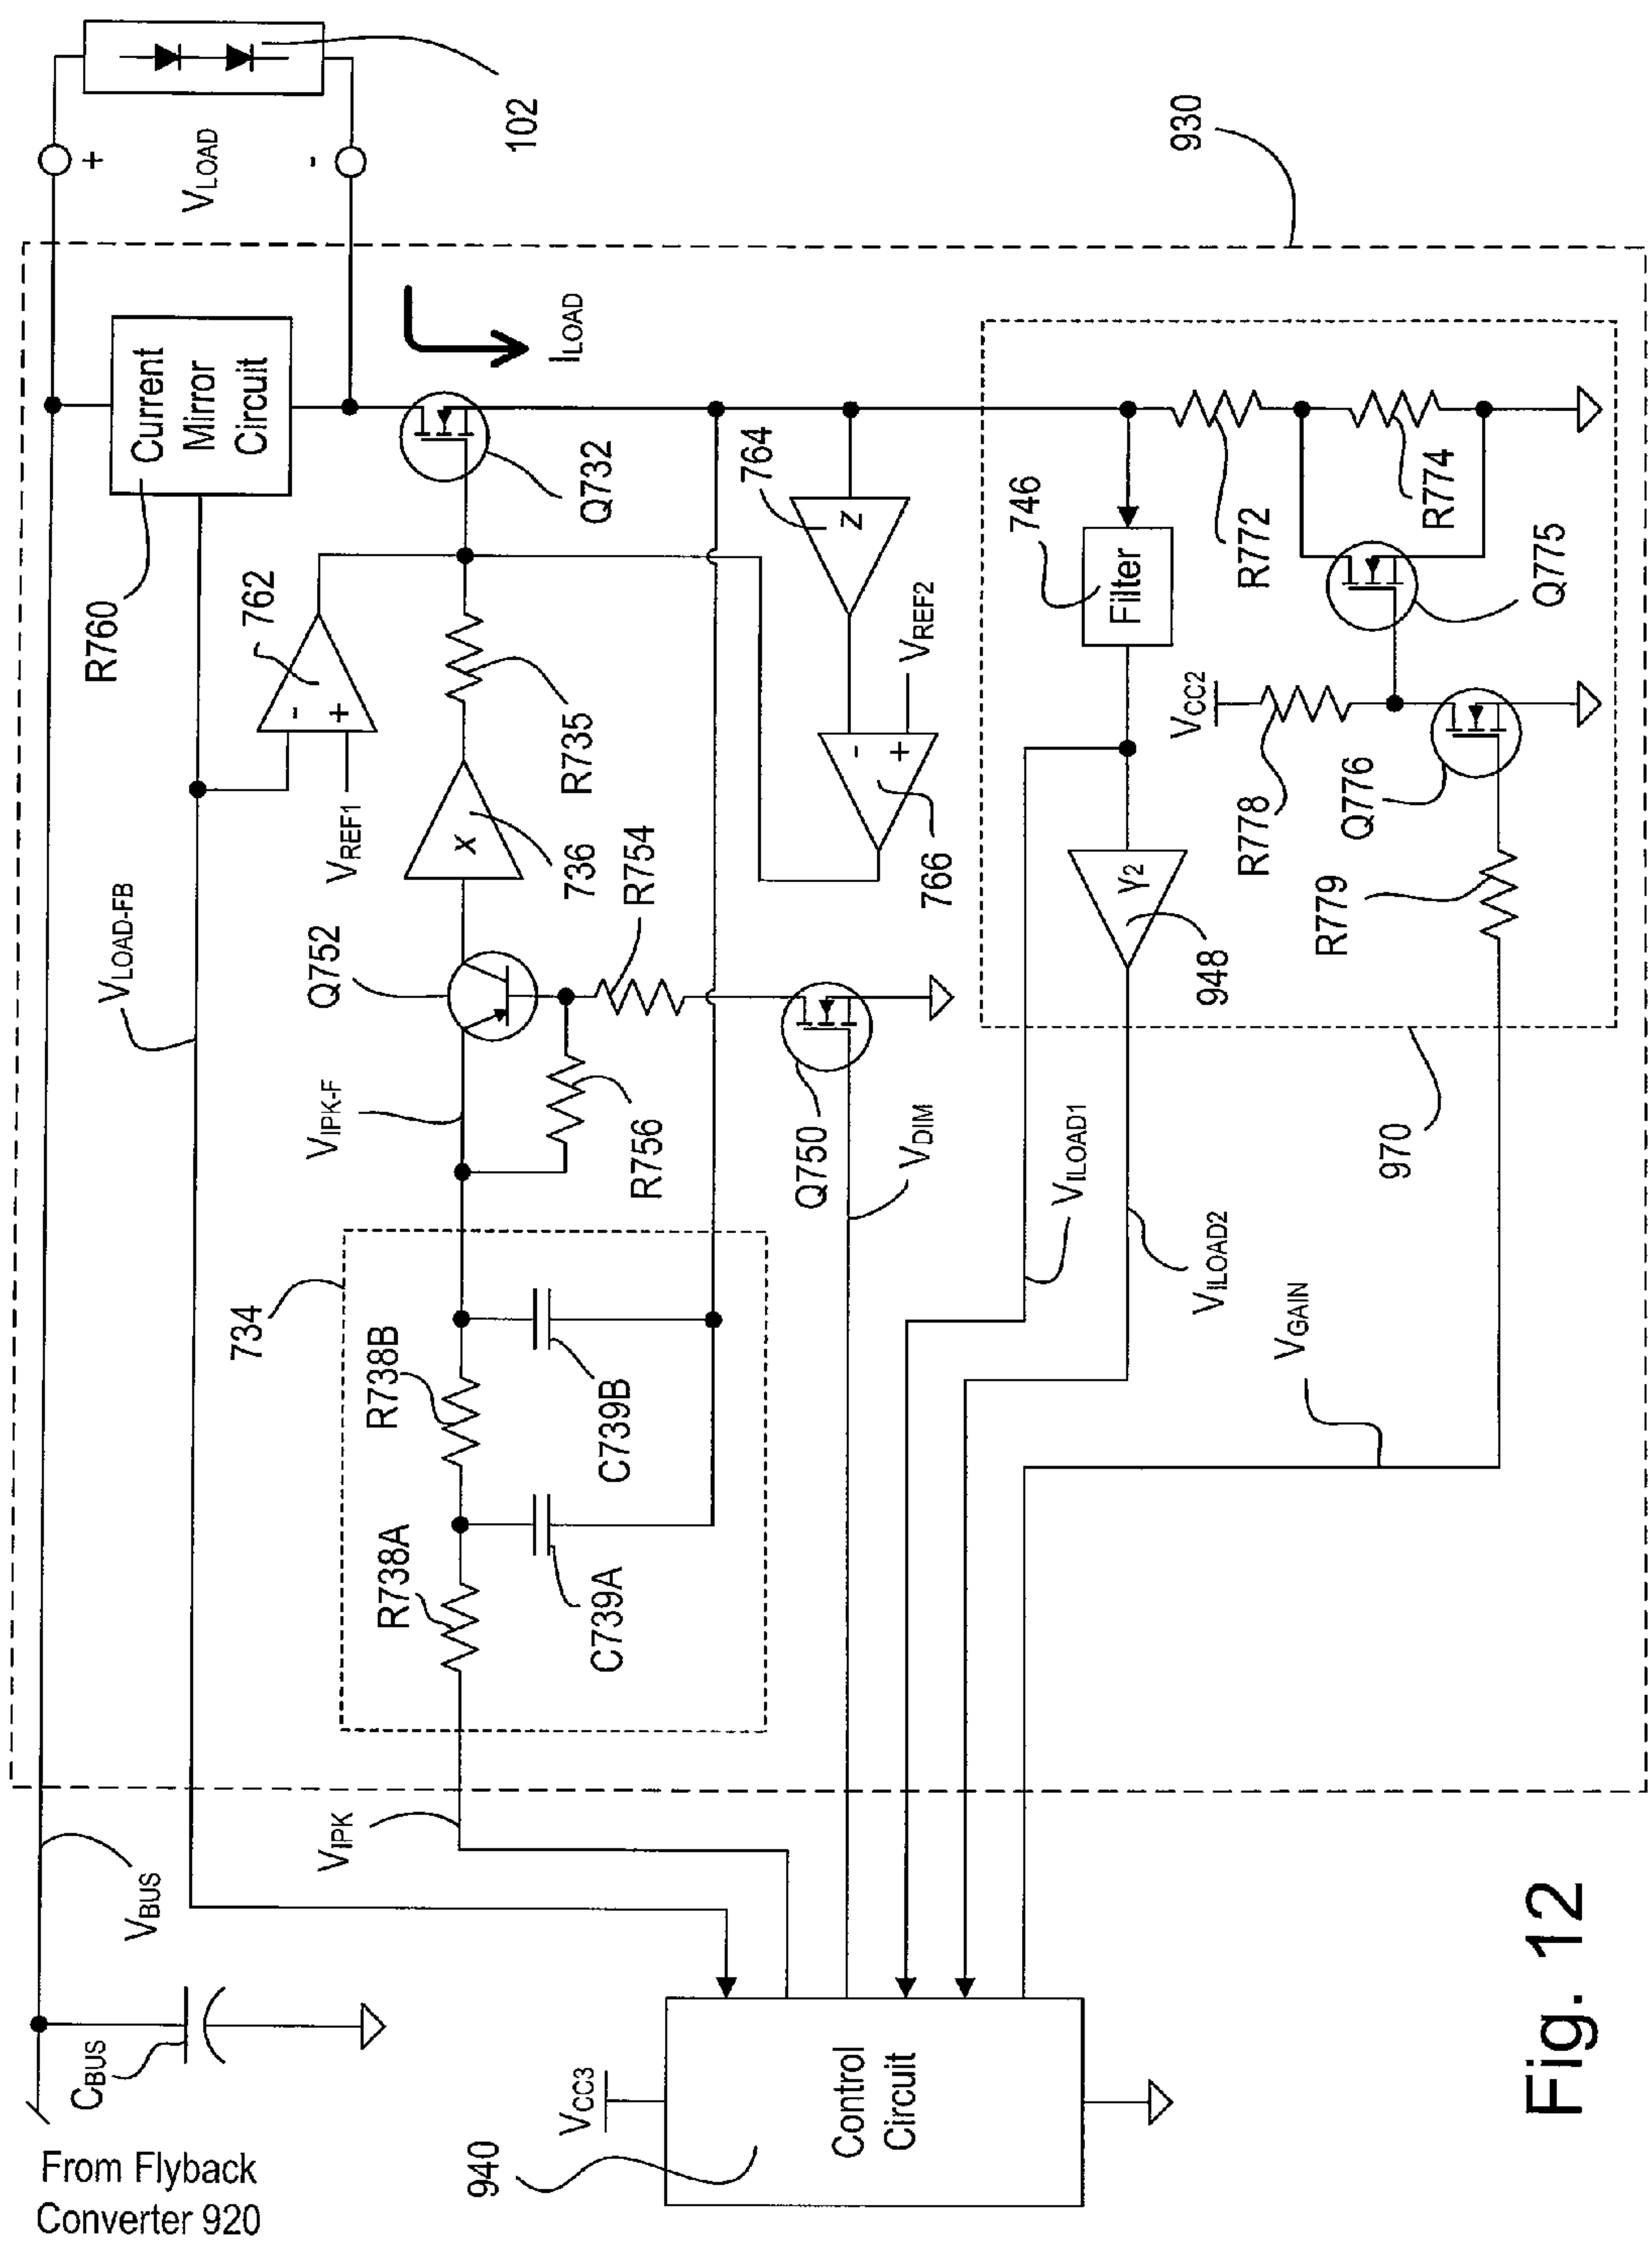 From Flyback
Converter 920
CBUS
VBUS
VLOAD-FB
R760
Current
Mirror
Circuit
VLOAD
+
-
102
930
VREF1
762
-
+
ILOAD
Q732
VIPK
734
R738A
R738B
C739A
C739B
VIPK-F
Q752
R756
R754
X
736
R735
764
Z
VREF2
-
+
766
Q750
VDIM
VCC3
940
Control
Circuit
VILOAD1
VILOAD2
VGAIN
970
746
Filter
Y2
948
R772
R774
VCC2
R778
Q775
Q776
R779
Fig. 12